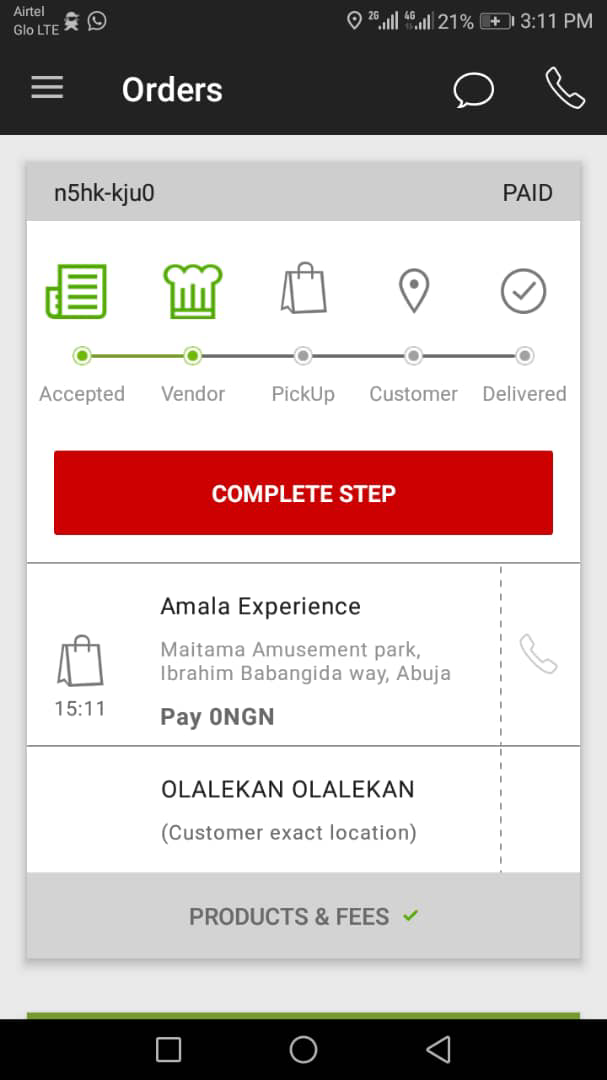 Airtel
Glo LTE
2G 4G 21% 3:11 PM
Orders
n5hk-kju0 PAID
Accepted Vendor PickUp Customer Delivered
COMPLETE STEP
Amala Experience
Maitama Amusement park,
Ibrahim Babangida way, Abuja
15:11
Pay 0NGN
OLALEKAN OLALEKAN
(Customer exact location)
PRODUCTS & FEES